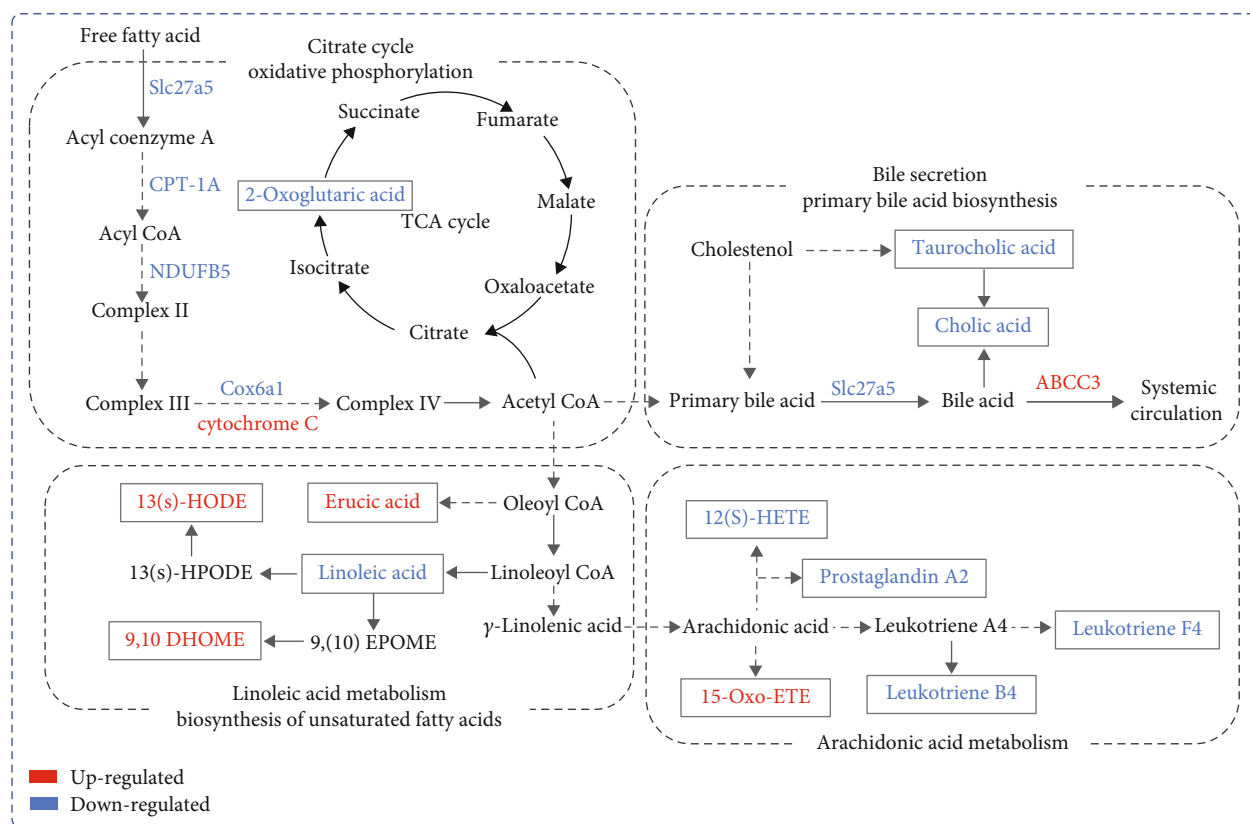 Free fatty acid
Citrate cycle
oxidative phosphorylation
Slc27a5
Succinate
Fumarate
Acyl coenzyme A
CPT-1A
2-Oxoglutaric acid
Malate
TCA cycle
Acyl CoA
NDUFB5
Isocitrate
Oxaloacetate
Complex II
Citrate
Cox6a1
Complex III
Complex IV
Acetyl CoA
cytochrome C
Bile secretion
primary bile acid biosynthesis
Cholestenol
Taurocholic acid
Cholic acid
ABCC3
Primary bile acid
Slc27a5
Bile acid
Systemic
circulation
13(s)-HODE
Erucic acid
Oleoyl CoA
13(s)-HPODE
Linoleic acid
Linoleoyl CoA
9,10 DHOME
9,(10) EPOME
γ-Linolenic acid
Linoleic acid metabolism
biosynthesis of unsaturated fatty acids
12(S)-HETE
Prostaglandin A2
Arachidonic acid
Leukotriene A4
Leukotriene F4
15-Oxo-ETE
Leukotriene B4
Arachidonic acid metabolism
Up-regulated
Down-regulated